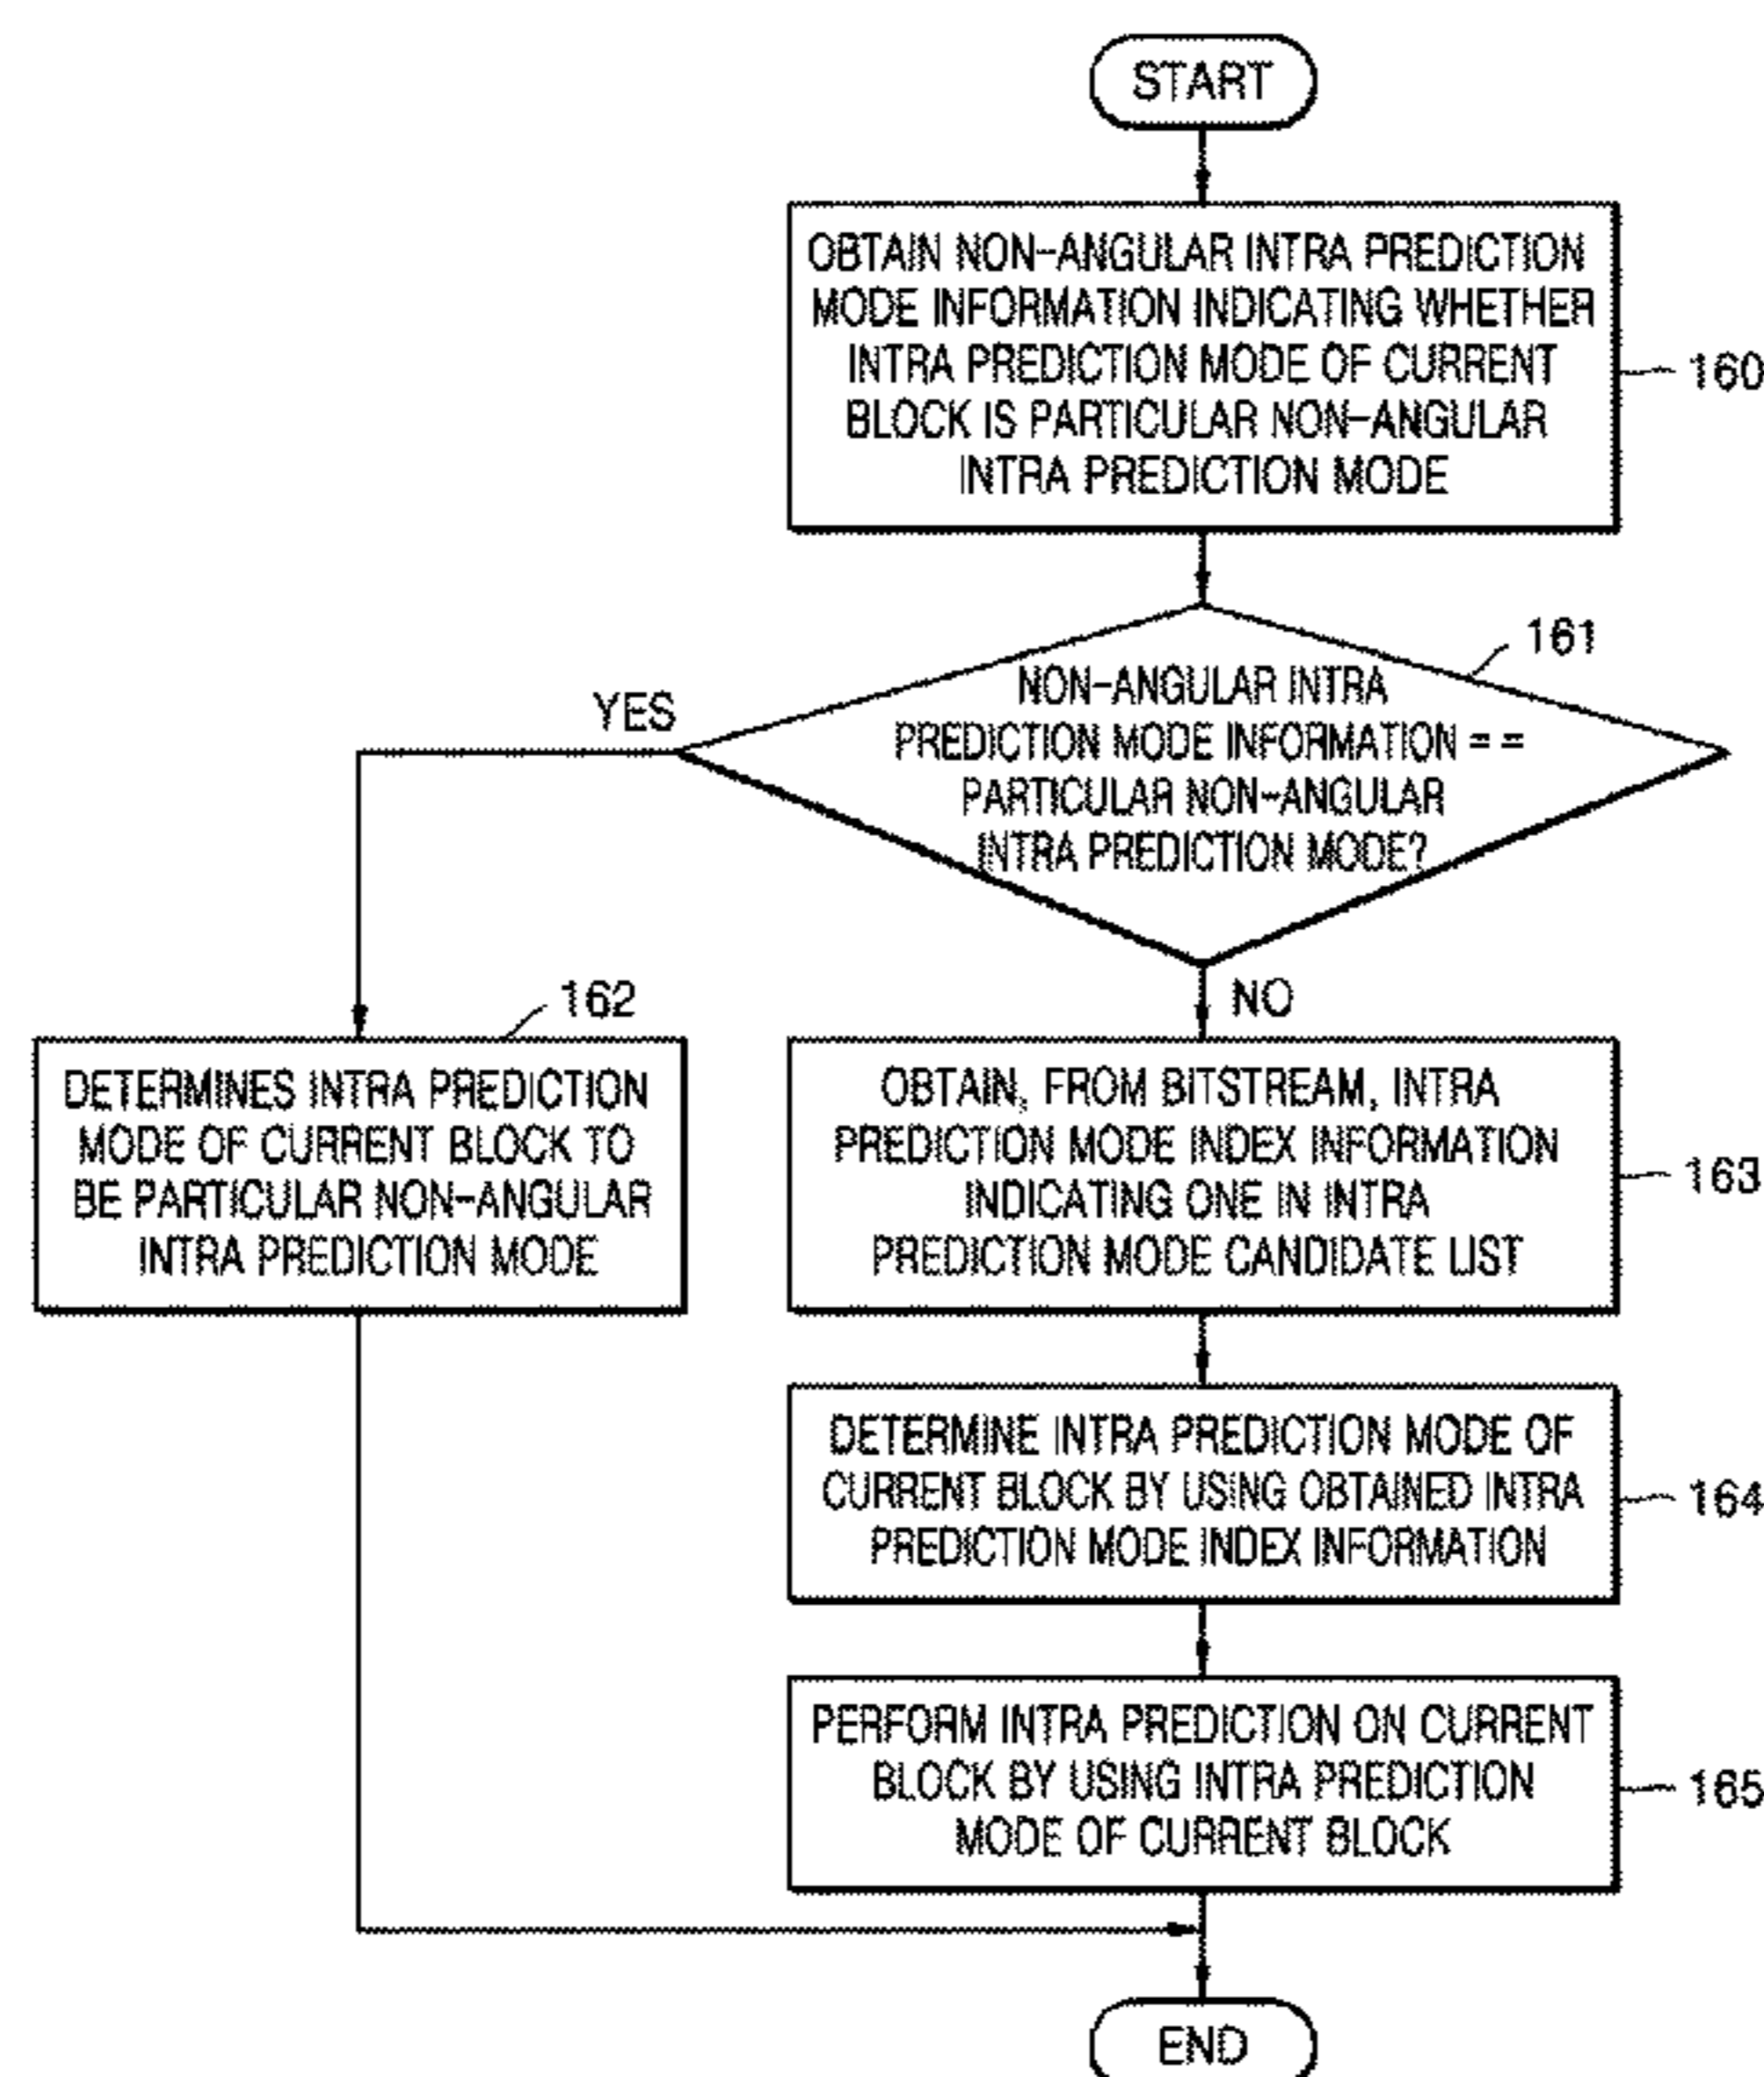 START
OBTAIN NON-ANGULAR INTRA PREDICTION
MODE INFORMATION INDICATING WHETHER
INTRA PREDICTION MODE OF CURRENT
BLOCK IS PARTICULAR NON-ANGULAR
INTRA PREDICTION MODE
160
161
NON-ANGULAR INTRA
PREDICTION MODE INFORMATION ==
PARTICULAR NON-ANGULAR
INTRA PREDICTION MODE?
YES
NO
162
DETERMINES INTRA PREDICTION
MODE OF CURRENT BLOCK TO
BE PARTICULAR NON-ANGULAR
INTRA PREDICTION MODE
OBTAIN, FROM BITSTREAM, INTRA
PREDICTION MODE INDEX INFORMATION
INDICATING ONE IN INTRA
PREDICTION MODE CANDIDATE LIST
163
DETERMINE INTRA PREDICTION MODE OF
CURRENT BLOCK BY USING OBTAINED INTRA
PREDICTION MODE INDEX INFORMATION
164
PERFORM INTRA PREDICTION ON CURRENT
BLOCK BY USING INTRA PREDICTION
MODE OF CURRENT BLOCK
165
END